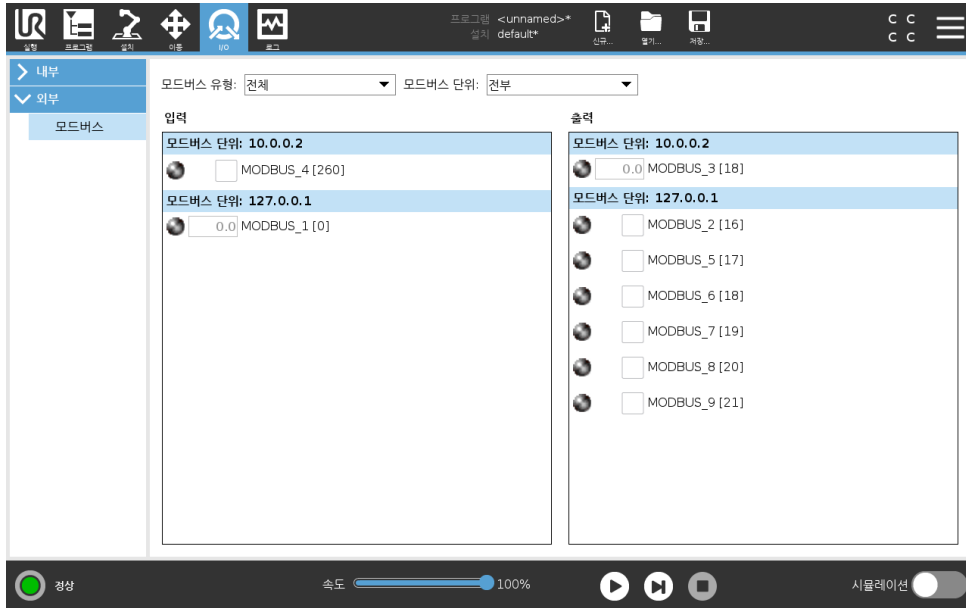 UR
프로그램 <unnamed>*
설치 default*
C C
C C
실행 프로그램 설치 이동 I/O 로그 신규... 열기... 저장...
내부
외부
모드버스
모드버스 유형: 전체 모드버스 단위: 전부
입력
모드버스 단위: 10.0.0.2
MODBUS_4 [260]
모드버스 단위: 127.0.0.1
0.0 MODBUS_1 [0]
출력
모드버스 단위: 10.0.0.2
0.0 MODBUS_3 [18]
모드버스 단위: 127.0.0.1
MODBUS_2 [16]
MODBUS_5 [17]
MODBUS_6 [18]
MODBUS_7 [19]
MODBUS_8 [20]
MODBUS_9 [21]
정상 속도 100% 시뮬레이션